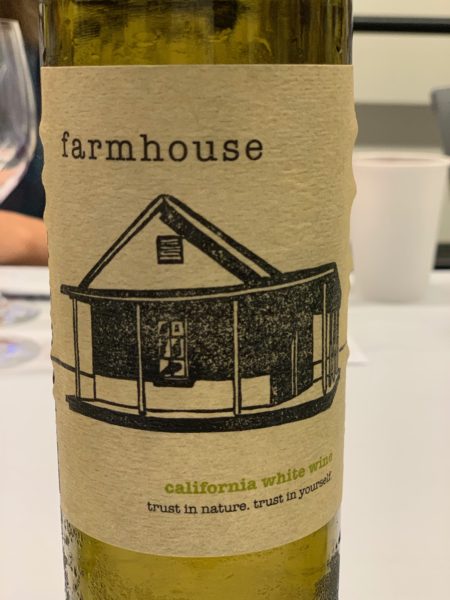 farmhouse
california white wine
trust in nature. trust in yourself